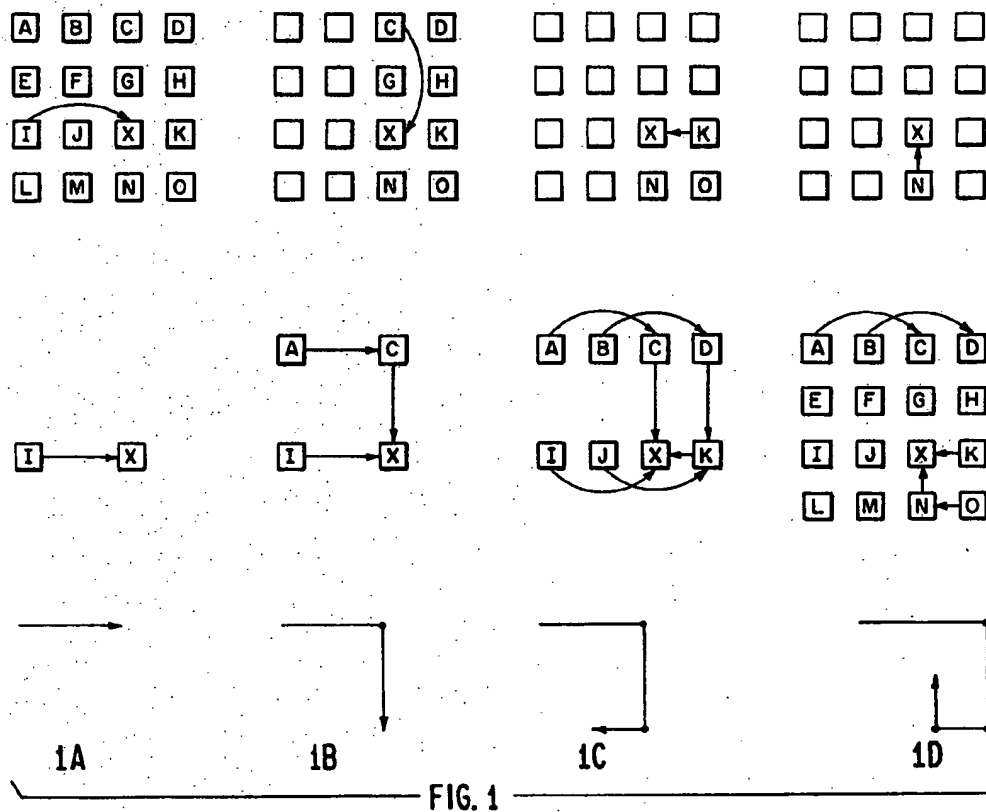 A B C D C D
E F G H G H
I J X K X K X K X
L M N O N O N O N
A C A B C D A B C D
E F G H
I X I X I J X K I J X K
L M N O
1A 1B 1C 1D
FIG. 1